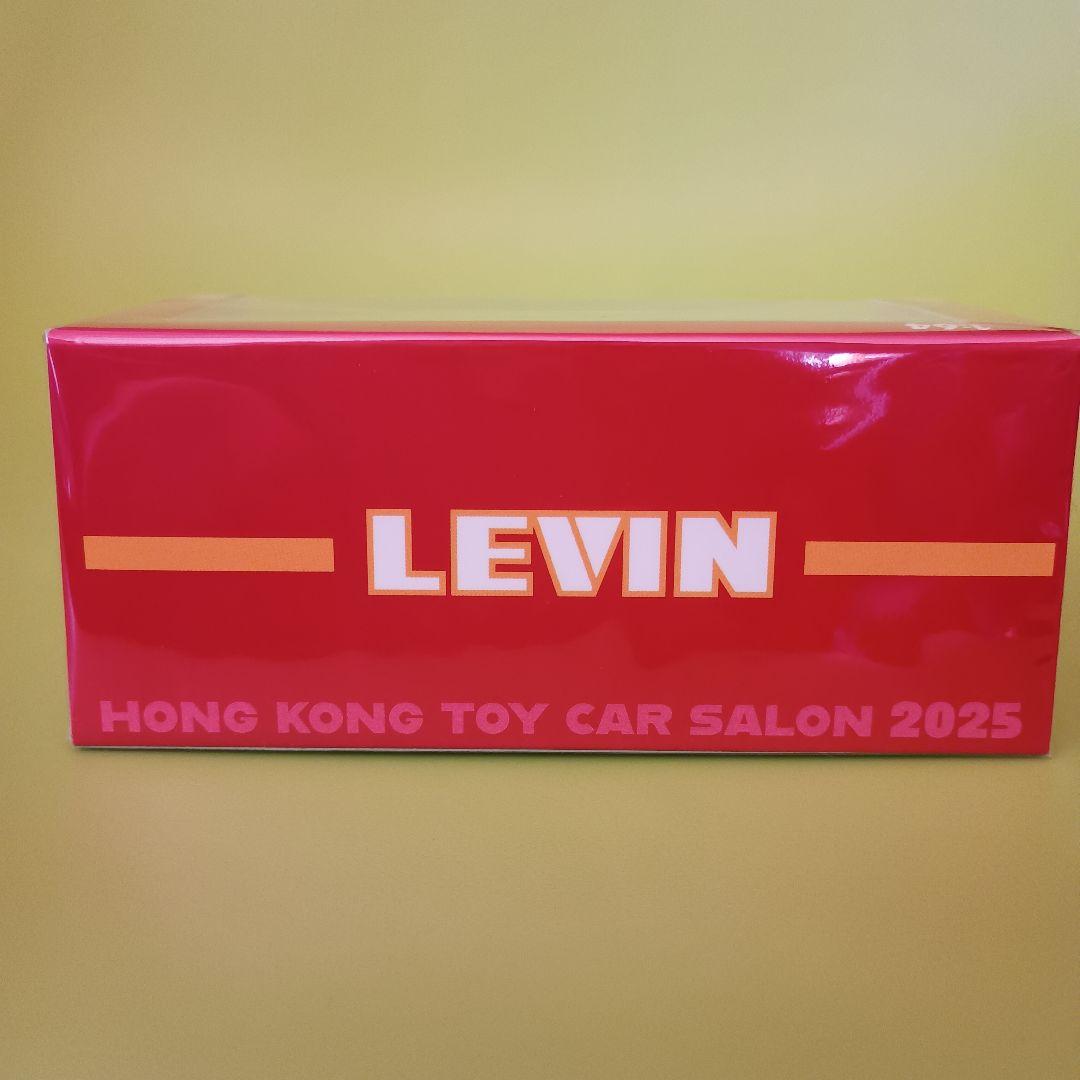 LEVIN
HONG KONG TOY CAR SALON 2025